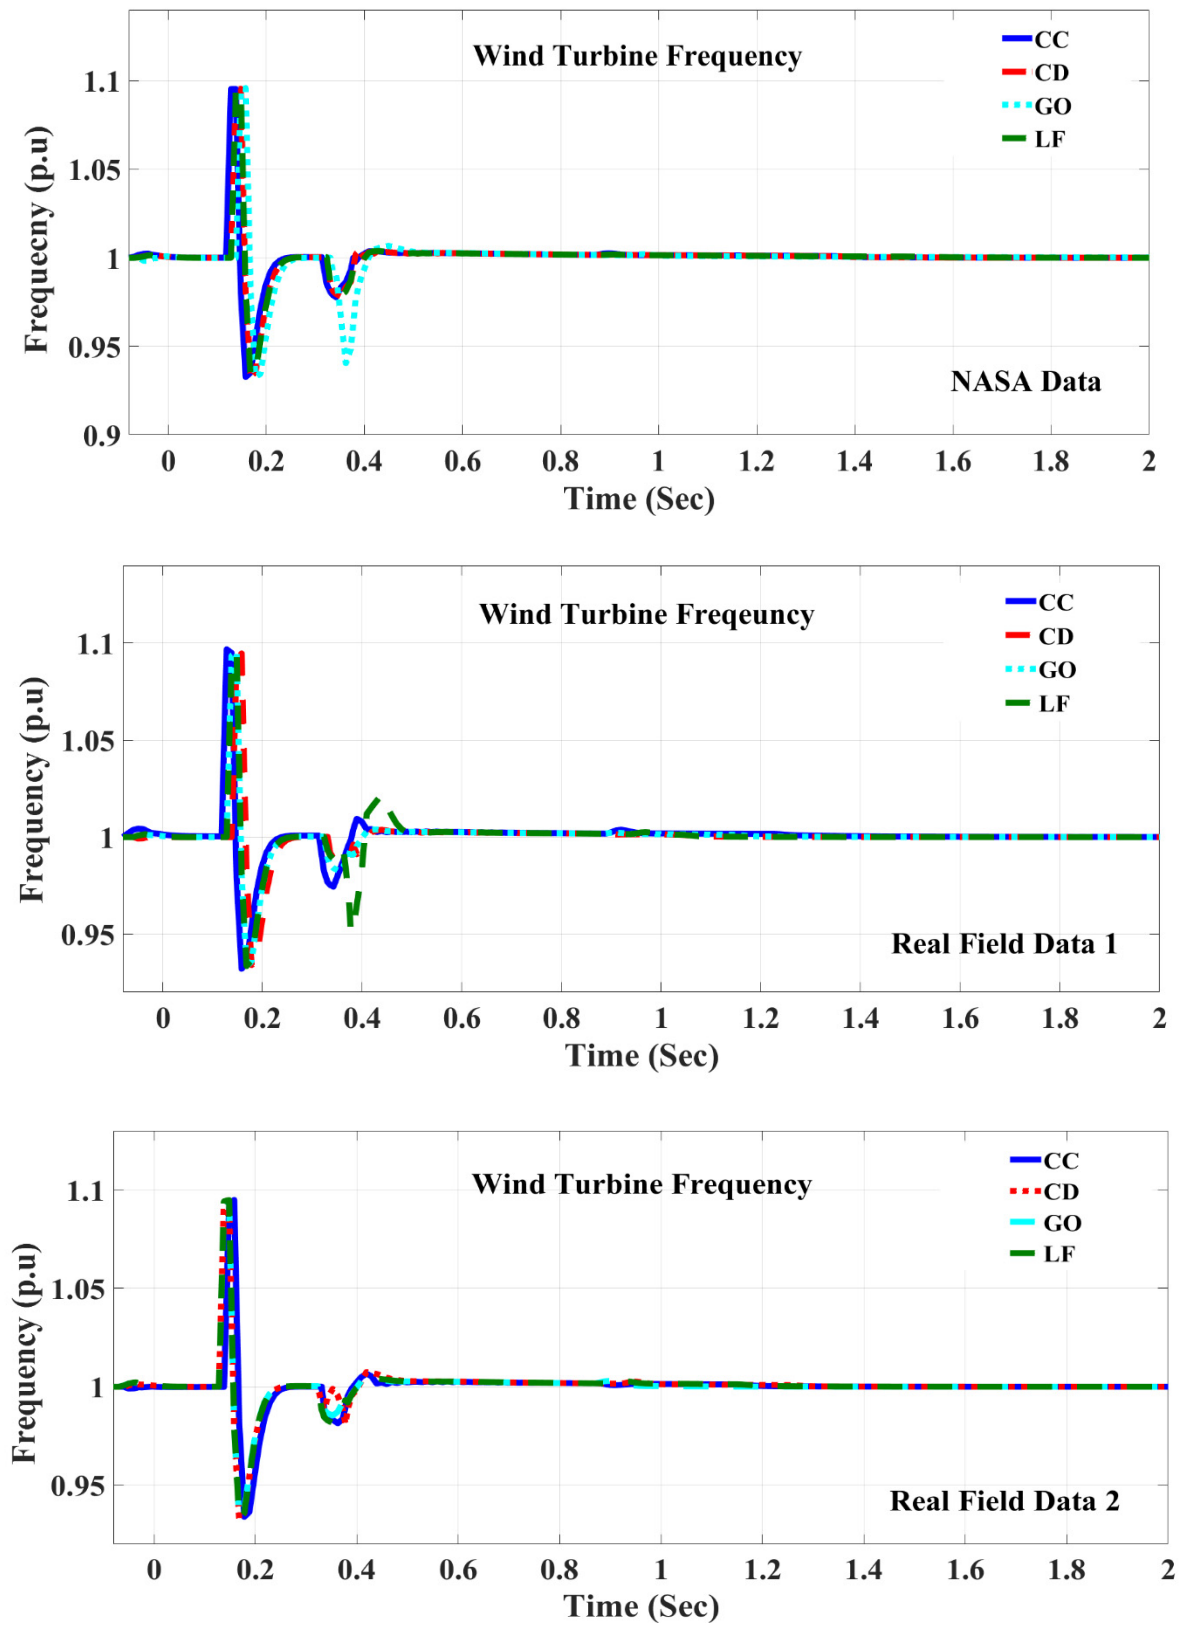 Wind Turbine Frequency
CC
CD
GO
LF
1.1
1.05
1
0.95
0.9
Frequecny (p.u)
NASA Data
0 0.2 0.4 0.6 0.8 1 1.2 1.4 1.6 1.8 2
Time (Sec)
Wind Turbine Freqeuncy
CC
CD
GO
LF
1.1
1.05
1
0.95
Frequency (p.u)
Real Field Data 1
0 0.2 0.4 0.6 0.8 1 1.2 1.4 1.6 1.8 2
Time (Sec)
Wind Turbine Frequency
CC
CD
GO
LF
1.1
1.05
1
0.95
Frequency (p.u)
Real Field Data 2
0 0.2 0.4 0.6 0.8 1 1.2 1.4 1.6 1.8 2
Time (Sec)